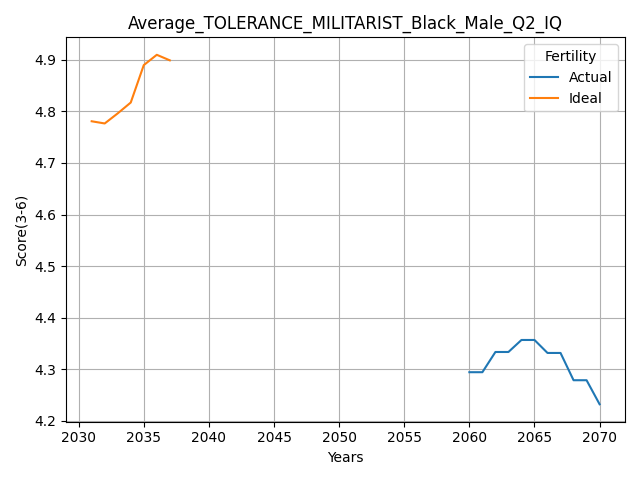 Average_TOLERANCE_MILITARIST_Black_Male_Q2_IQ
Fertility
Actual
Ideal
Score(3-6)
4.9
4.8
4.7
4.6
4.5
4.4
4.3
4.2
2030 2035 2040 2045 2050 2055 2060 2065 2070
Years